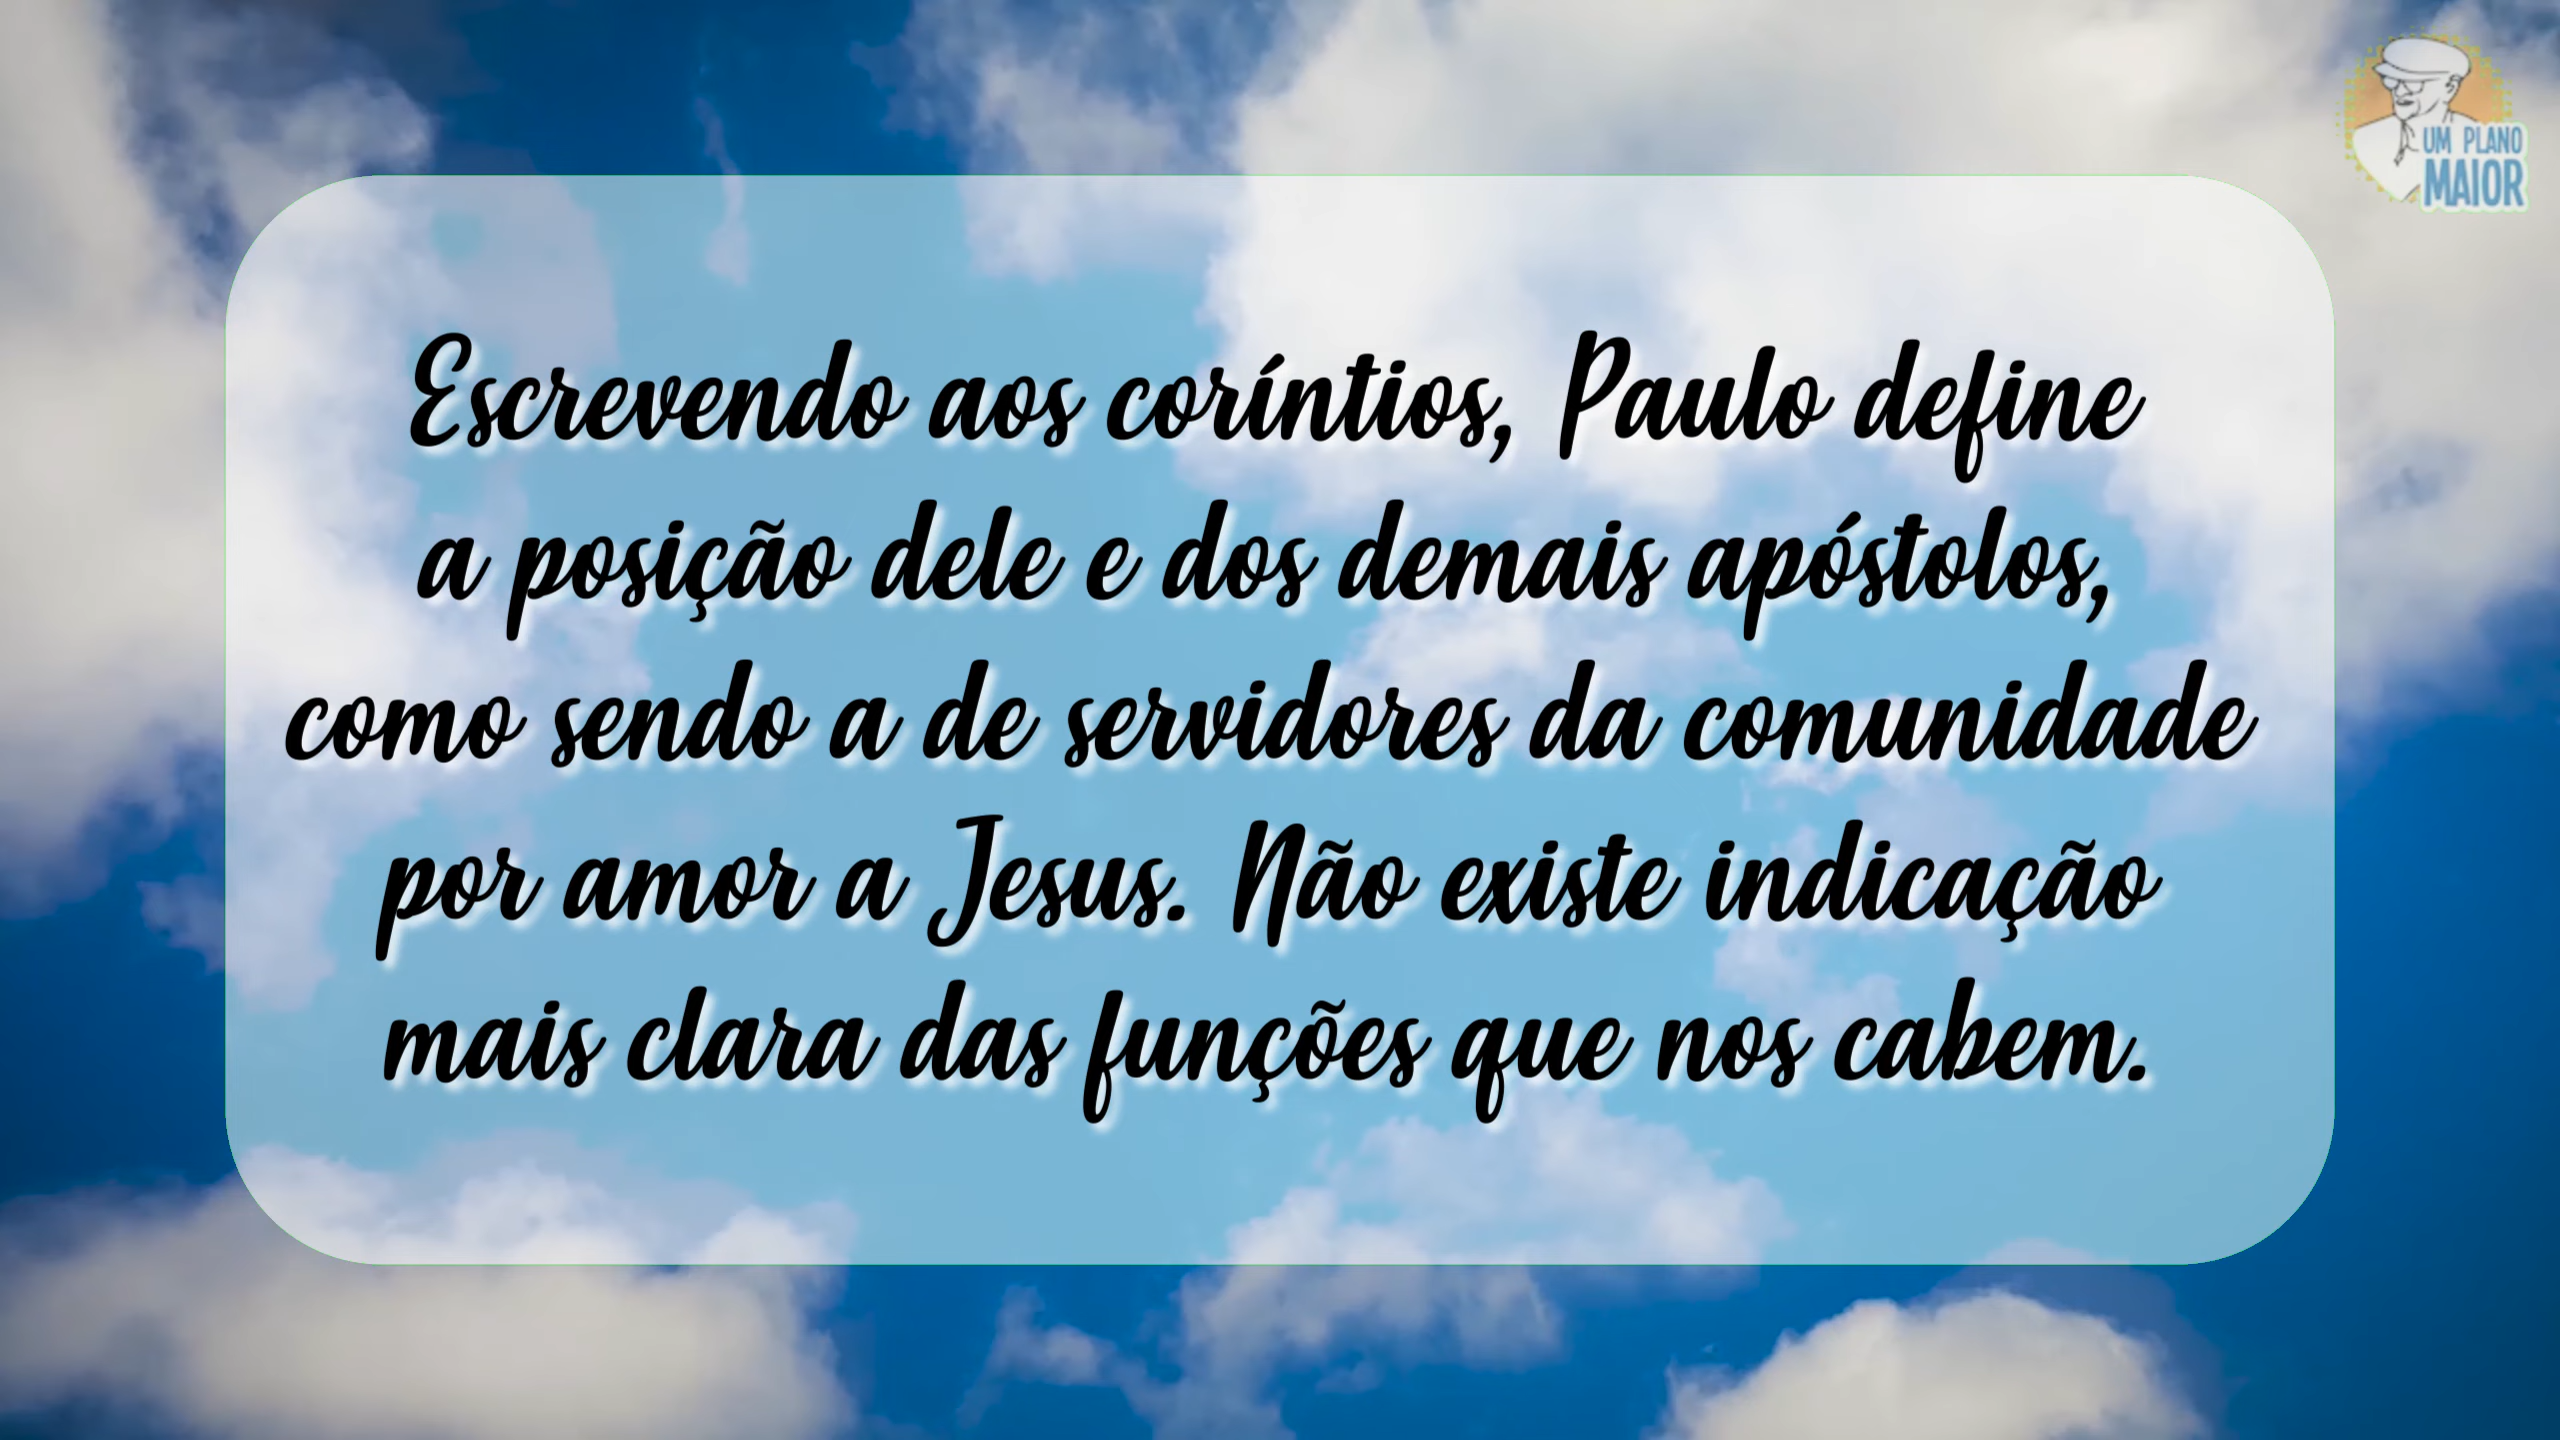 UM PLANO
MAIOR
Escrevendo aos coríntios, Paulo define
a posição dele e dos demais apóstolos,
como sendo a de servidores da comunidade
por amor a Jesus. Não existe indicação
mais clara das funções que nos cabem.